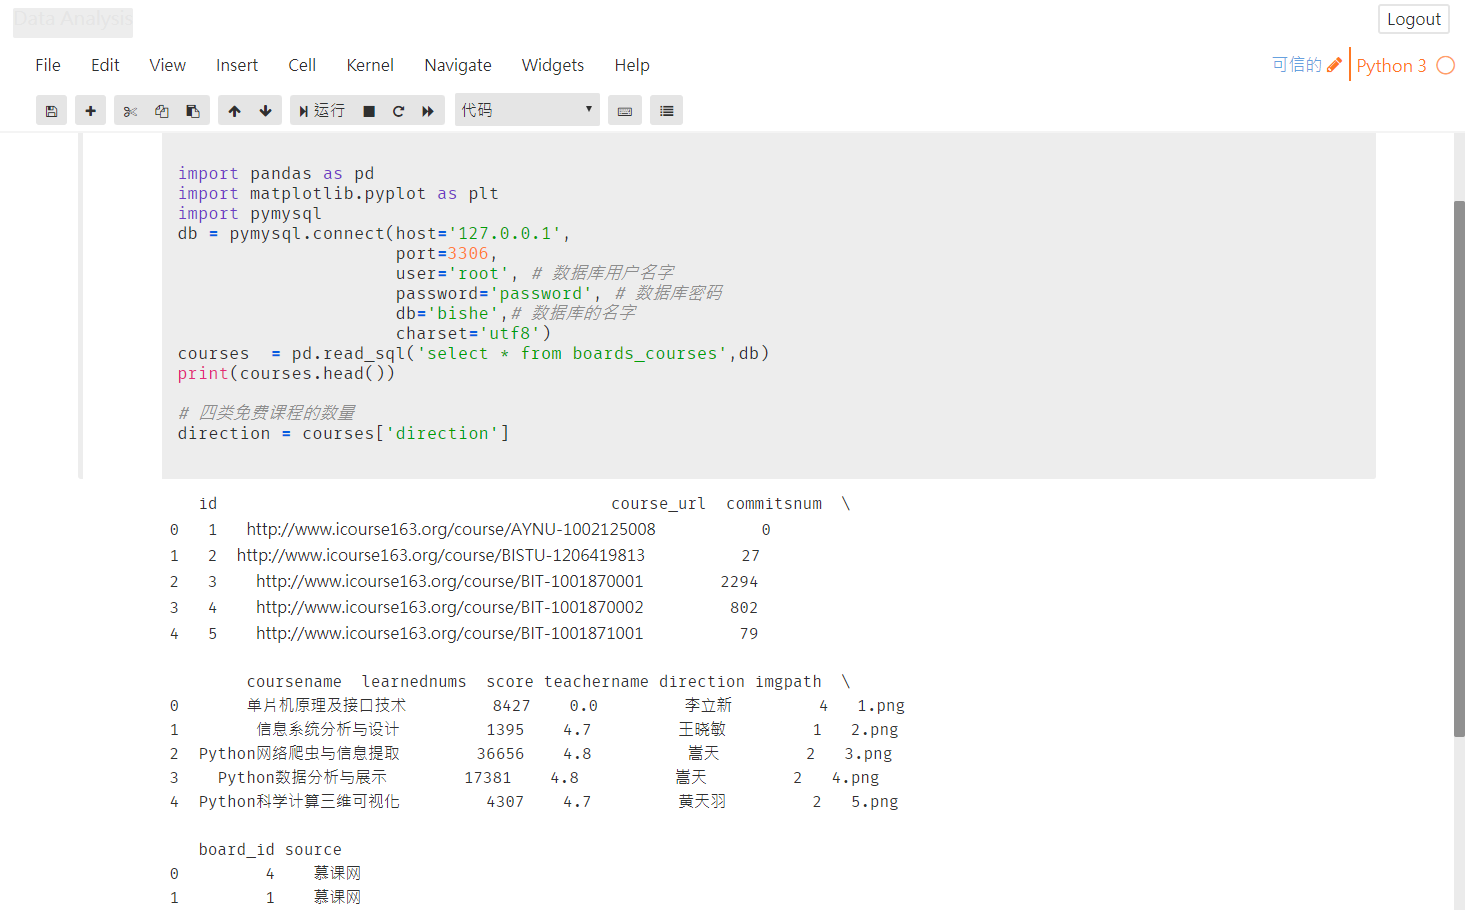 Data Analysis
Logout
File Edit View Insert Cell Kernel Navigate Widgets Help
可信的 Python 3
运行 代码
import pandas as pd
import matplotlib.pyplot as plt
import pymysql
db = pymysql.connect(host='127.0.0.1',
port=3306,
user='root', # 数据库用户名字
password='password', # 数据库密码
db='bishe',# 数据库的名字
charset='utf8')
courses  = pd.read_sql('select * from boards_courses',db)
print(courses.head())
# 四类免费课程的数量
direction = courses['direction']
id course_url commitsnum \
0 1 http://www.icourse163.org/course/AYNU-1002125008 0
1 2 http://www.icourse163.org/course/BISTU-1206419813 27
2 3 http://www.icourse163.org/course/BIT-1001870001 2294
3 4 http://www.icourse163.org/course/BIT-1001870002 802
4 5 http://www.icourse163.org/course/BIT-1001871001 79
coursename learnednums score teachername direction imgpath \
0 单片机原理及接口技术 8427 0.0 李立新 4 1.png
1 信息系统分析与设计 1395 4.7 王晓敏 1 2.png
2 Python网络爬虫与信息提取 36656 4.8 嵩天 2 3.png
3 Python数据分析与展示 17381 4.8 嵩天 2 4.png
4 Python科学计算三维可视化 4307 4.7 黄天羽 2 5.png
board_id source
0 4 慕课网
1 1 慕课网